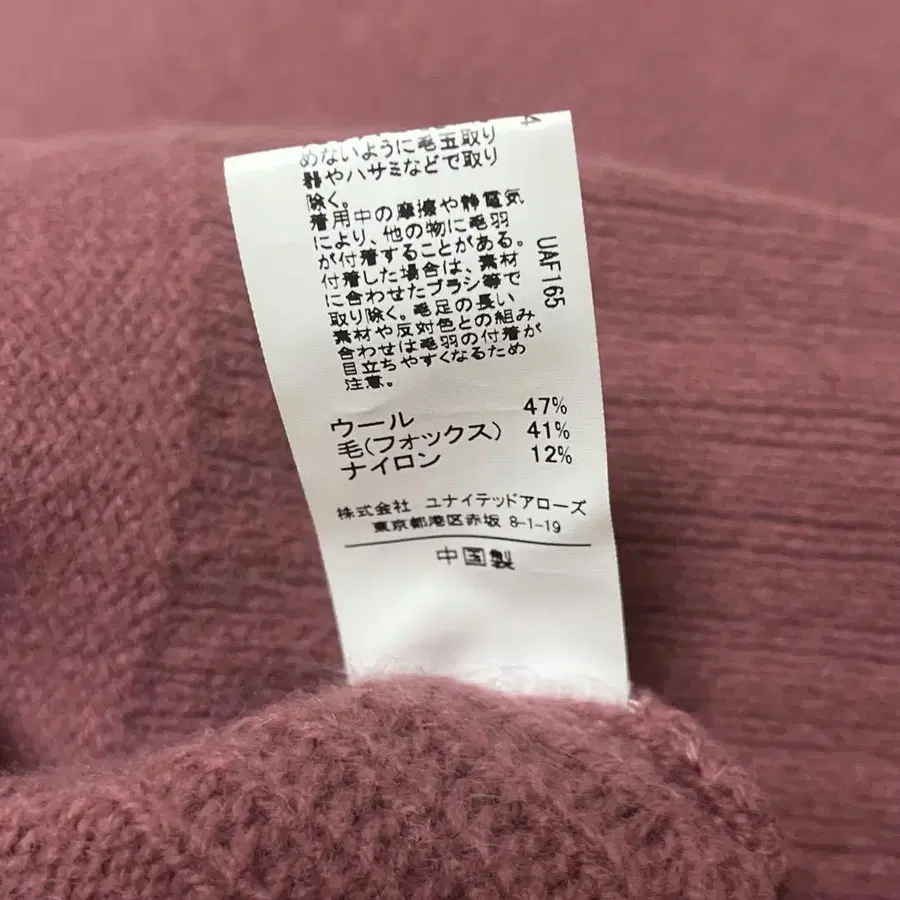 めないように毛玉取り
器やハサミなどで取り
除く。
着用中の摩擦や静電気
により、他の物に毛羽
が付着することがある。
付着した場合は、素材
に合わせたブラシ等で
取り除く。毛足の長い
素材や反対色との組み
合わせは毛羽の付着が
目立ちやすくなるため
注意。
ウール 47%
毛(フォックス) 41%
ナイロン 12%
株式会社 ユナイテッドアローズ
東京都港区赤坂 8-1-19
中国製
UAF165